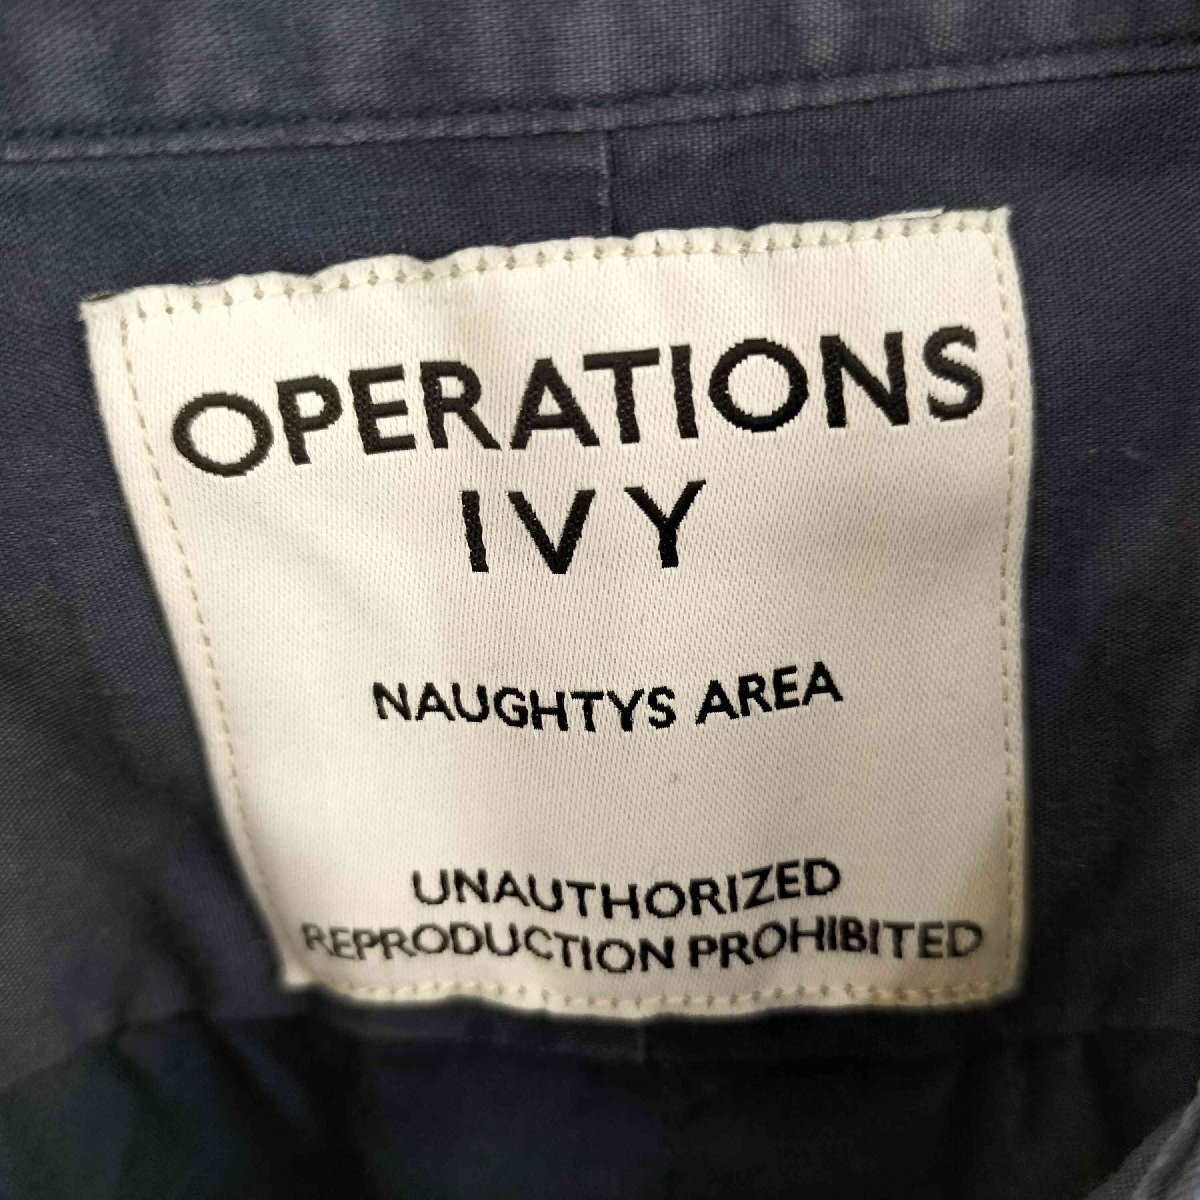 OPERATIONS
IVY
NAUGHTYS AREA
UNAUTHORIZED
REPRODUCTION PROHIBITED